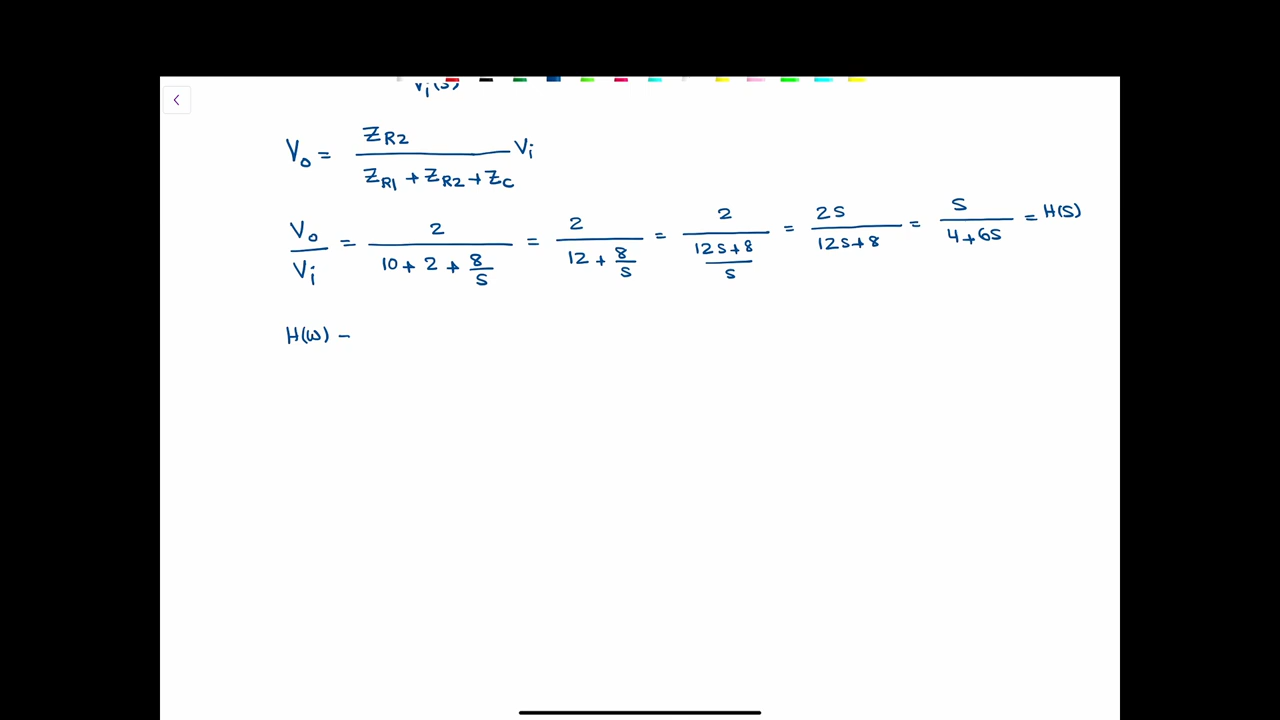 Vi(s)
Vo = ZR2 / (ZR1 + ZR2 + ZC) Vi
Vo / Vi = 2 / (10 + 2 + 8/S) = 2 / (12 + 8/S) = 2 / ((12S+8)/S) = 2S / (12S+8) = S / (4+6S) = H(S)
H(ω) –